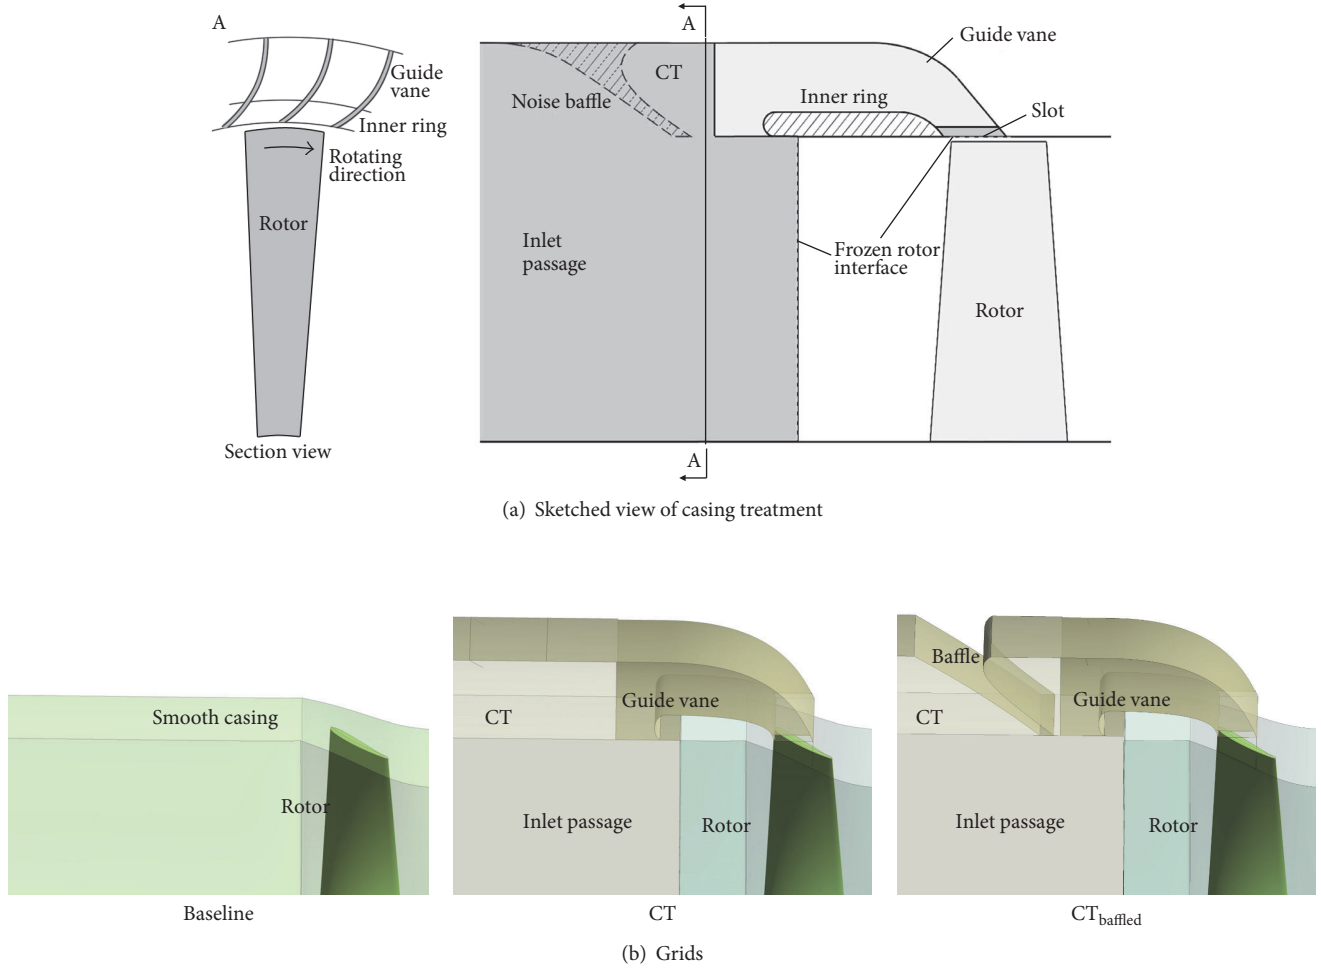 A
Guide
vane
Inner ring
Rotating
direction
Rotor
Section view
A
Guide vane
CT
Noise baffle
Inner ring
Slot
Inlet
passage
Frozen rotor
interface
Rotor
A
(a) Sketched view of casing treatment
Smooth casing
Rotor
Baseline
Guide vane
CT
Inlet passage
Rotor
CT
Baffle
Guide vane
CT
Inlet passage
Rotor
CTbaffled
(b) Grids